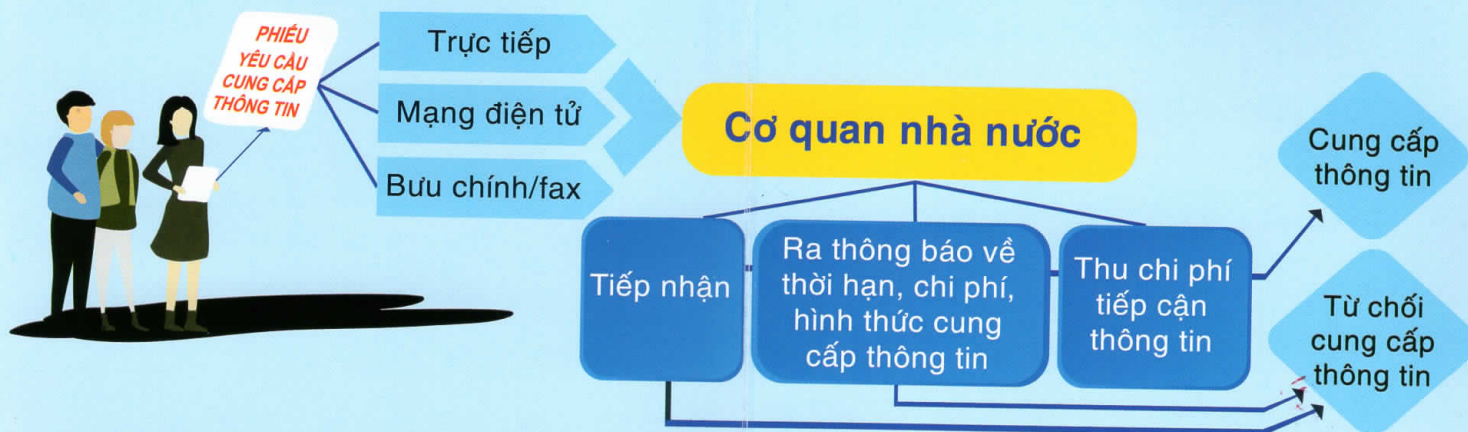 PHIẾU
YÊU CẦU
CUNG CẤP
THÔNG TIN
Trực tiếp
Mạng điện tử
Bưu chính/fax
Cơ quan nhà nước
Tiếp nhận
Ra thông báo về
thời hạn, chi phí,
hình thức cung
cấp thông tin
Thu chi phí
tiếp cận
thông tin
Cung cấp
thông tin
Từ chối
cung cấp
thông tin